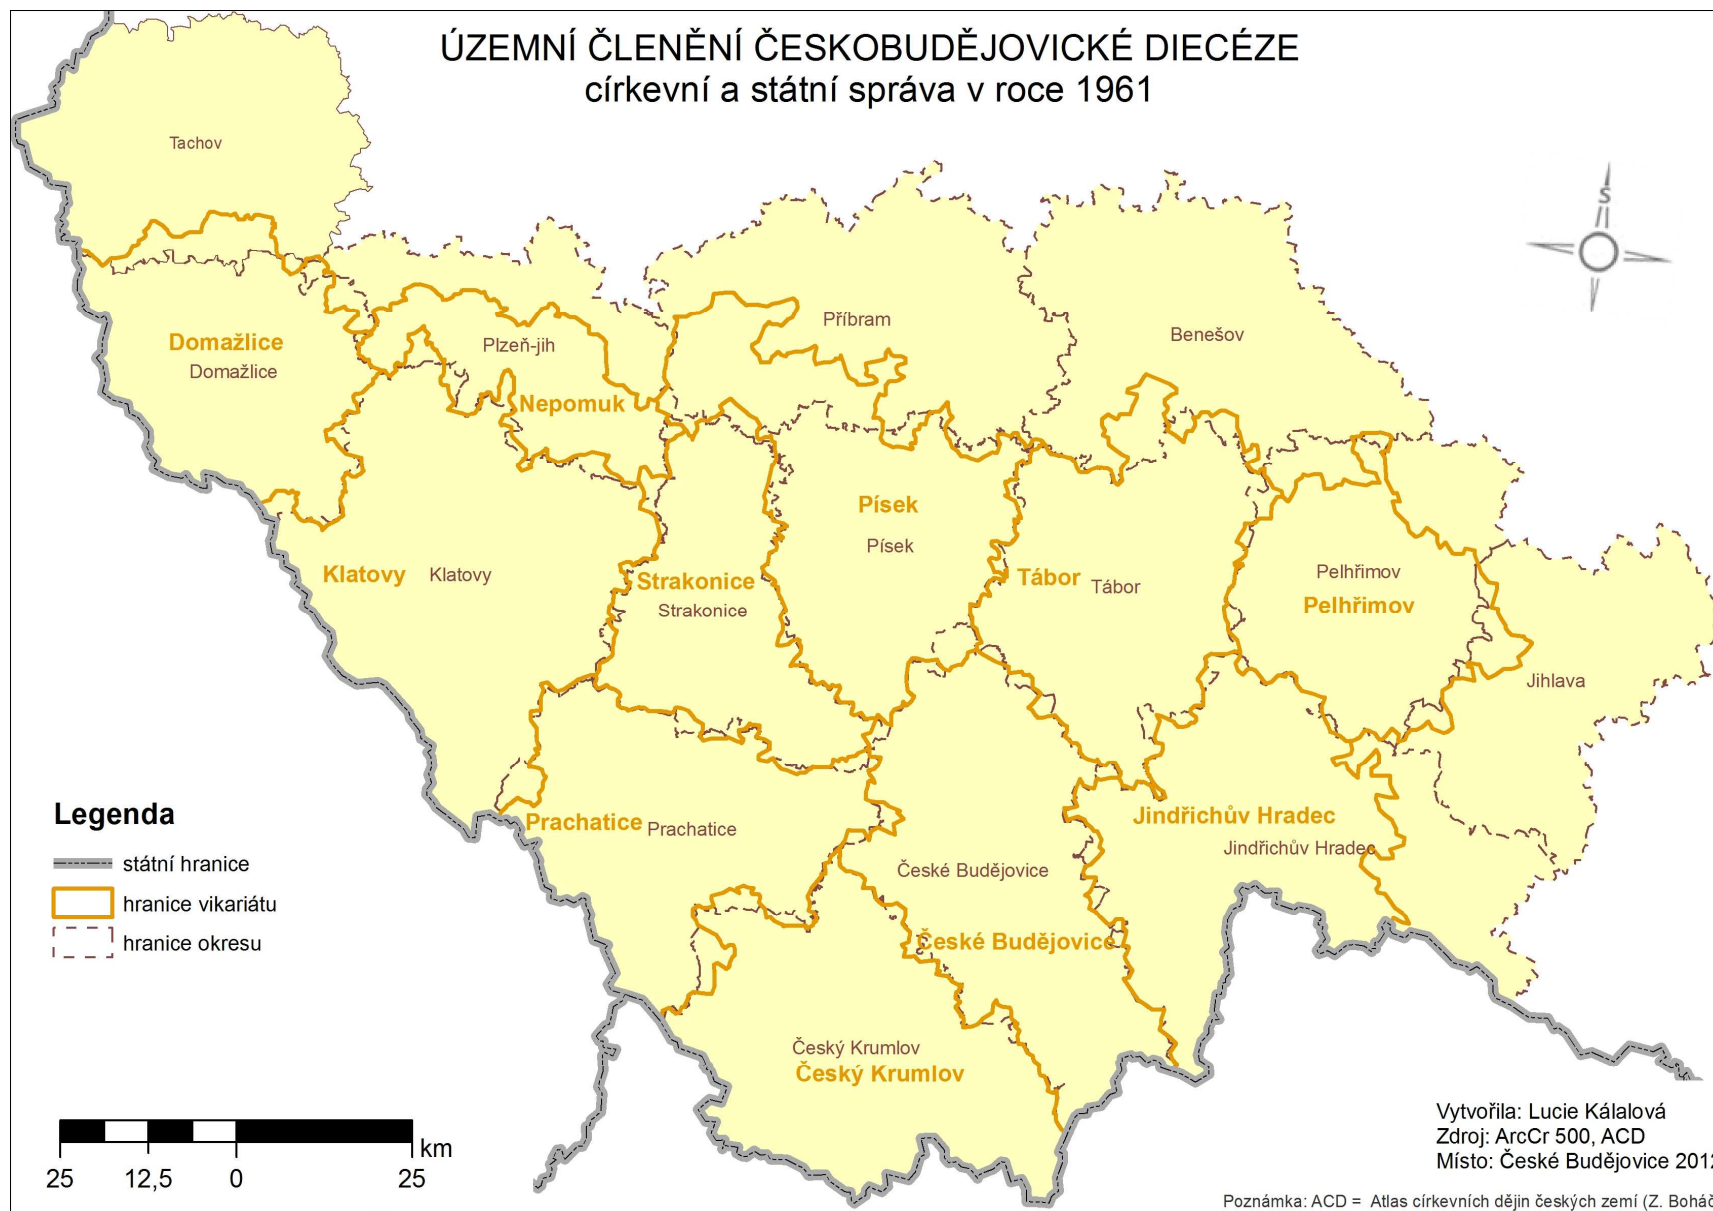 ÚZEMNÍ ČLENĚNÍ ČESKOBUDĚJOVICKÉ DIECÉZE
církevní a státní správa v roce 1961
Tachov
S
Příbram
Benešov
Domažlice
Domažlice
Plzeň-jih
Nepomuk
Písek
Písek
Klatovy
Klatovy
Strakonice
Strakonice
Tábor
Tábor
Pelhřimov
Pelhřimov
Jihlava
Prachatice
Prachatice
Jindřichův Hradec
Jindřichův Hradec
České Budějovice
České Budějovice
Český Krumlov
Český Krumlov
Legenda
státní hranice
hranice vikariátu
hranice okresu
km
25 12,5 0 25
Vytvořila: Lucie Kálalová
Zdroj: ArcCr 500, ACD
Místo: České Budějovice 2012
Poznámka: ACD = Atlas církevních dějin českých zemí (Z. Boháč